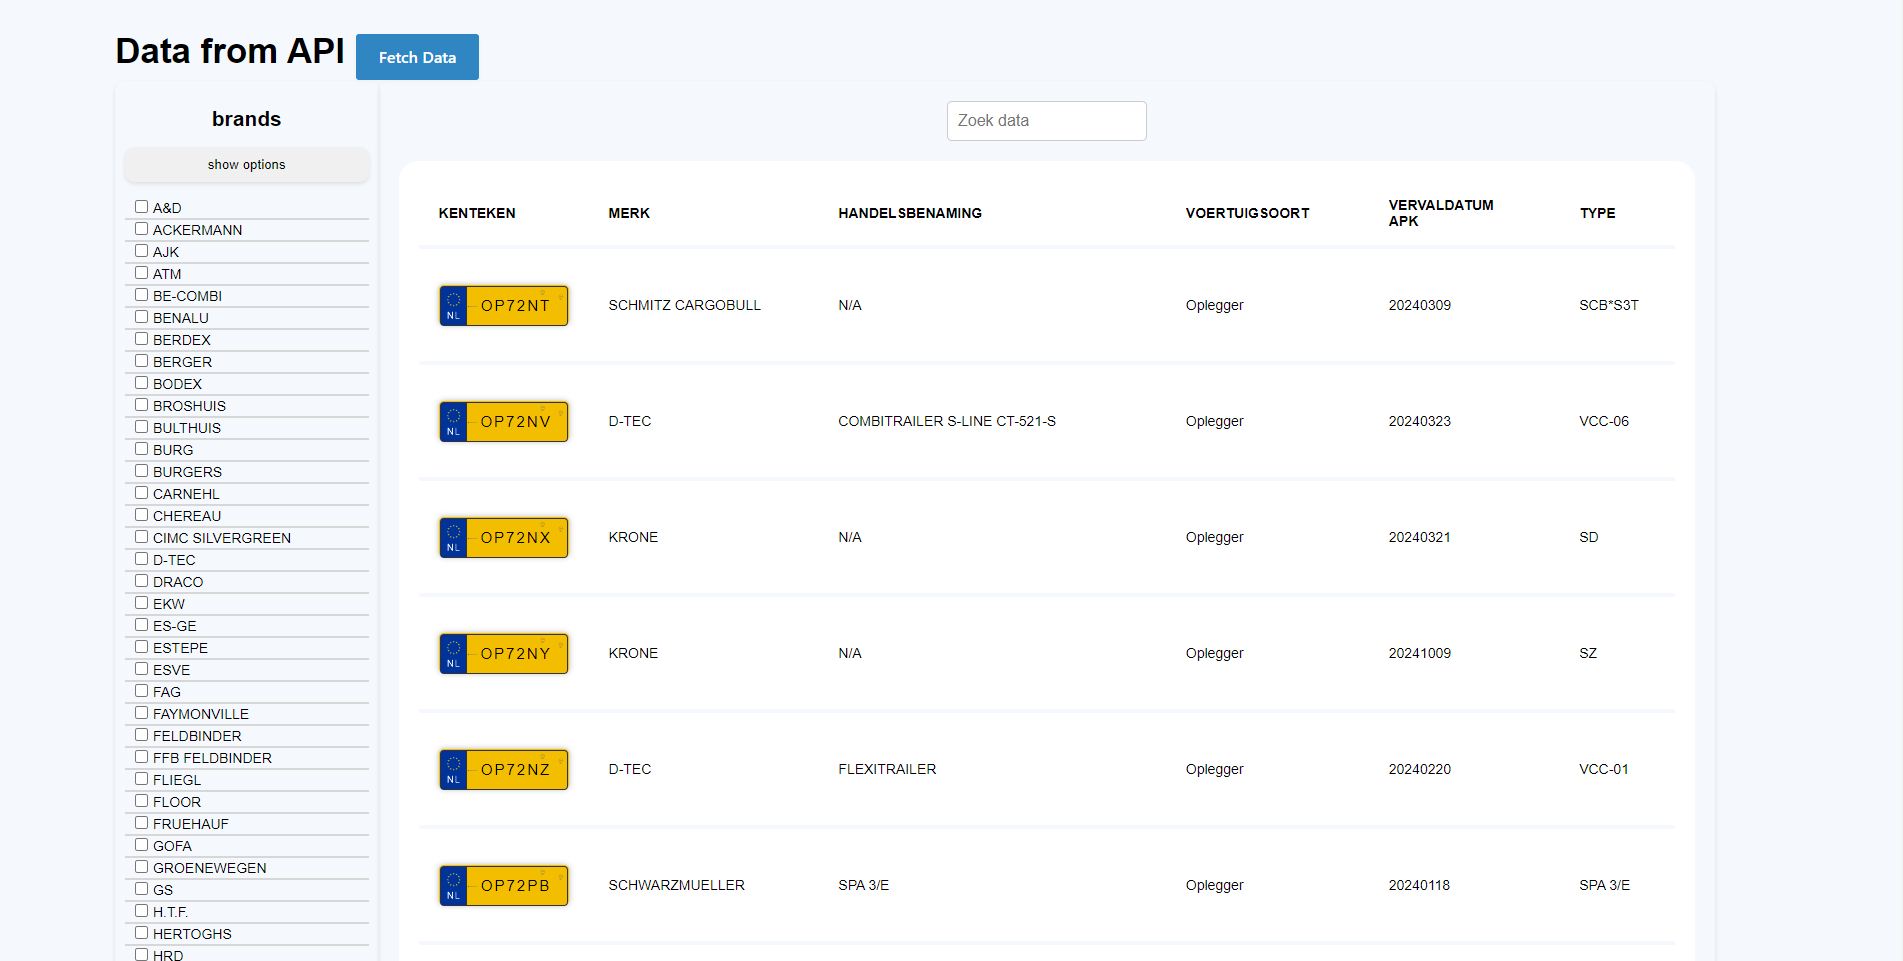 Data from API
Fetch Data
brands
show options
A&D
ACKERMANN
AJK
ATM
BE-COMBI
BENALU
BERDEX
BERGER
BODEX
BROSHUIS
BULTHUIS
BURG
BURGERS
CARNEHL
CHEREAU
CIMC SILVERGREEN
D-TEC
DRACO
EKW
ES-GE
ESTEPE
ESVE
FAG
FAYMONVILLE
FELDBINDER
FFB FELDBINDER
FLIEGL
FLOOR
FRUEHAUF
GOFA
GROENEWEGEN
GS
H.T.F.
HERTOGHS
HRD
Zoek data
KENTEKEN MERK HANDELSBENAMING VOERTUIGSOORT VERVALDATUM APK TYPE
NL OP72NT SCHMITZ CARGOBULL N/A Oplegger 20240309 SCB*S3T
NL OP72NV D-TEC COMBITRAILER S-LINE CT-521-S Oplegger 20240323 VCC-06
NL OP72NX KRONE N/A Oplegger 20240321 SD
NL OP72NY KRONE N/A Oplegger 20241009 SZ
NL OP72NZ D-TEC FLEXITRAILER Oplegger 20240220 VCC-01
NL OP72PB SCHWARZMUELLER SPA 3/E Oplegger 20240118 SPA 3/E